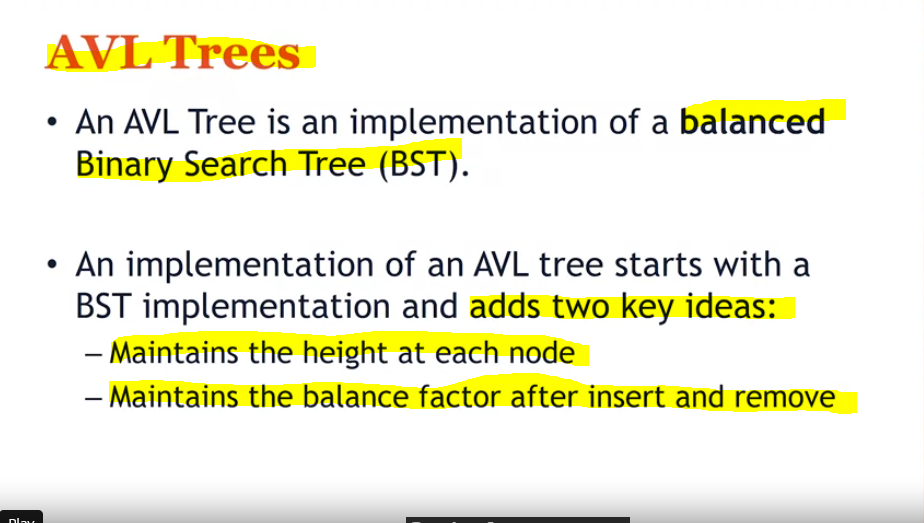 AVL Trees
• An AVL Tree is an implementation of a balanced
Binary Search Tree (BST).
• An implementation of an AVL tree starts with a
BST implementation and adds two key ideas:
– Maintains the height at each node
– Maintains the balance factor after insert and remove
Play